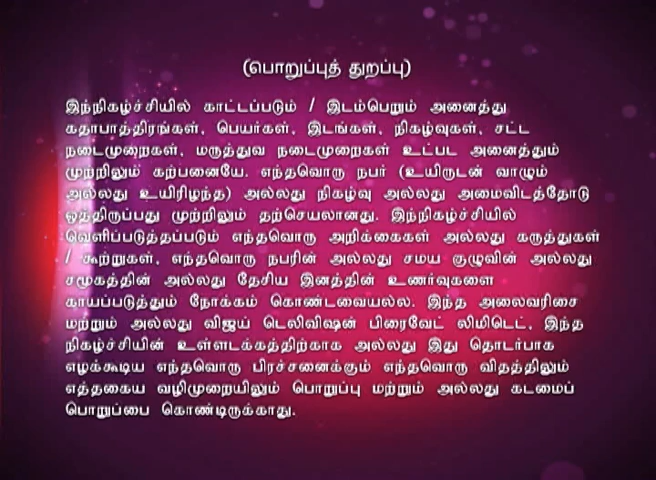 (பொறுப்புத் துறப்பு)
இந்நிகழ்ச்சியில் காட்டப்படும் / இடம்பெறும் அனைத்து
கதாபாத்திரங்கள், பெயர்கள், இடங்கள், நிகழ்வுகள், சட்ட
நடைமுறைகள், மருத்துவ நடைமுறைகள் உட்பட அனைத்தும்
முற்றிலும் கற்பனையே. எந்தவொரு நபர் (உயிருடன் வாழும்
அல்லது உயிரிழந்த) அல்லது நிகழ்வு அல்லது அமைவிடத்தோடு
ஒத்திருப்பது முற்றிலும் தற்செயலானது. இந்நிகழ்ச்சியில்
வெளிப்படுத்தப்படும் எந்தவொரு அறிக்கைகள் அல்லது கருத்துகள்
/ கூற்றுகள், எந்தவொரு நபரின் அல்லது சமய குழுவின் அல்லது
சமூகத்தின் அல்லது தேசிய இனத்தின் உணர்வுகளை
காயப்படுத்தும் நோக்கம் கொண்டவையல்ல. இந்த அலைவரிசை
மற்றும் அல்லது விஜய் டெலிவிஷன் பிரைவேட் லிமிடெட், இந்த
நிகழ்ச்சியின் உள்ளடக்கத்திற்காக அல்லது இது தொடர்பாக
எழக்கூடிய எந்தவொரு பிரச்சனைக்கும் எந்தவொரு விதத்திலும்
எத்தகைய வழிமுறையிலும் பொறுப்பு மற்றும் அல்லது கடமைப்
பொறுப்பை கொண்டிருக்காது.